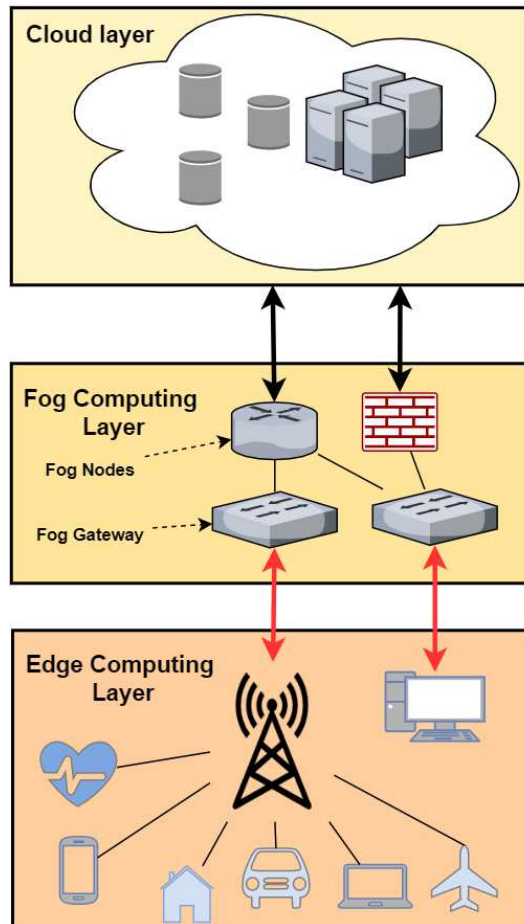 Cloud layer
Fog Computing
Layer
Fog Nodes
Fog Gateway
Edge Computing
Layer